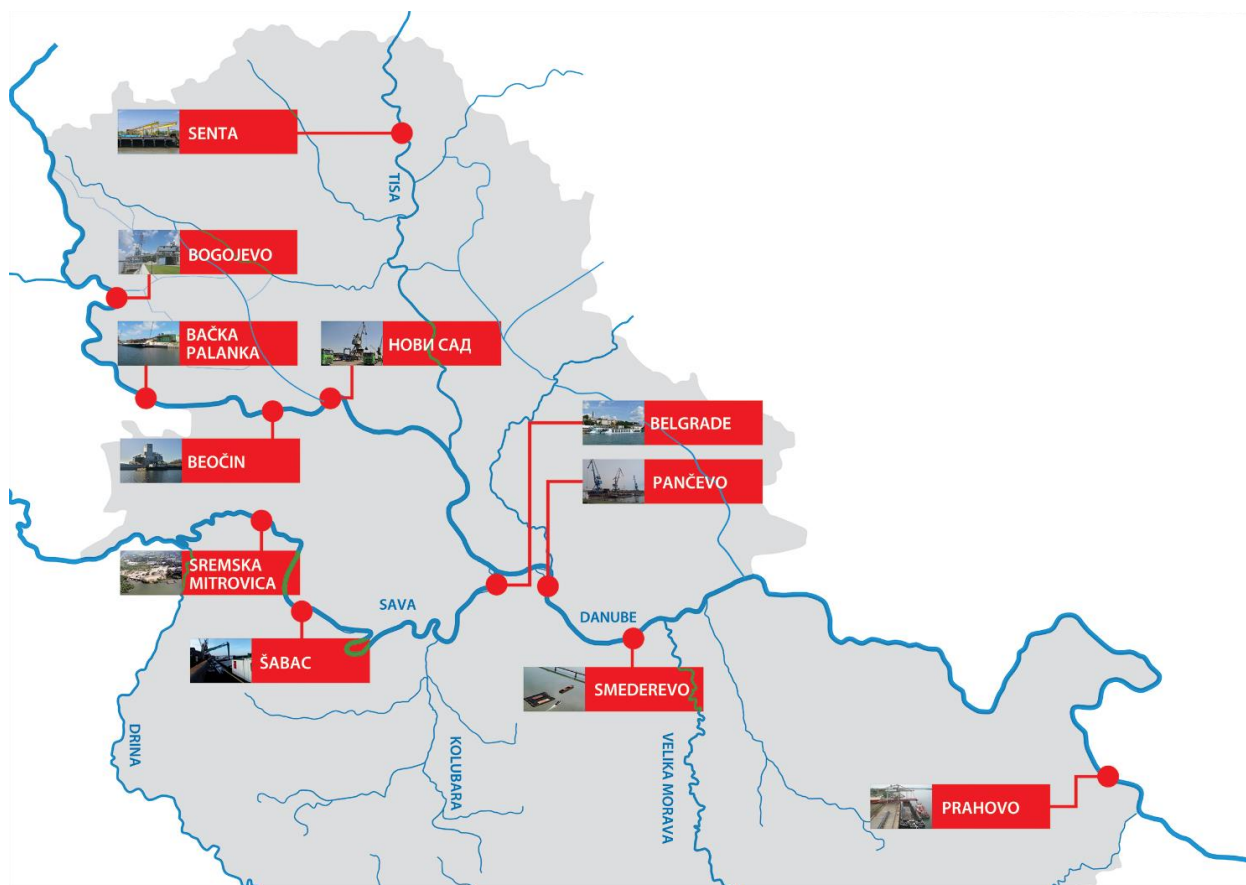 SENTA
TISA
BOGOJEVO
BAČKA
PALANKA
НОВИ САД
BELGRADE
BEOČIN
PANČEVO
SREMSKA
MITROVICA
SAVA
DANUBE
ŠABAC
SMEDEREVO
DRINA
KOLUBARA
VELIKA MORAVA
PRAHOVO